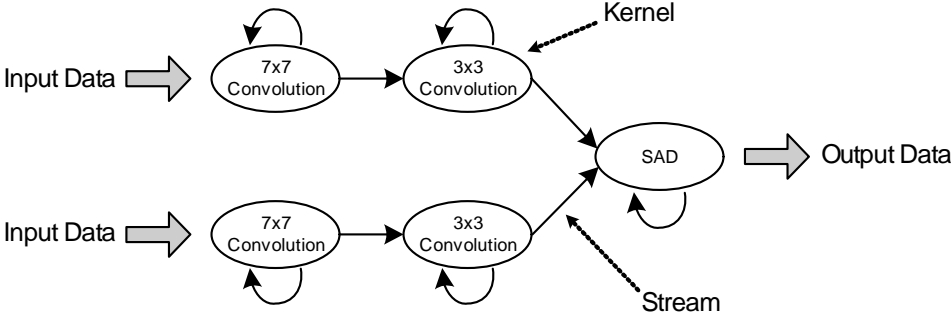 Kernel
Input Data
7x7
Convolution
3x3
Convolution
SAD
Output Data
Input Data
7x7
Convolution
3x3
Convolution
Stream